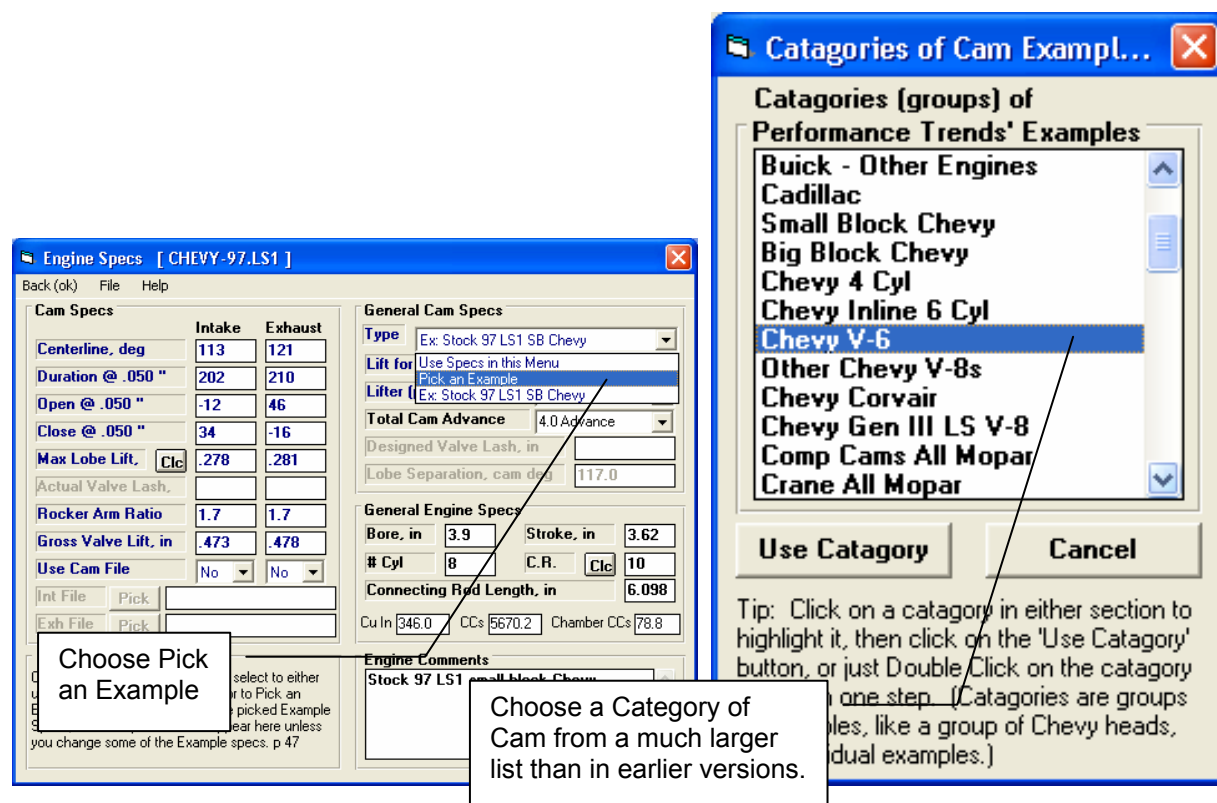 Engine Specs [ CHEVY-97.LS1 ]
Back (ok) File Help
Cam Specs
Intake Exhaust
Centerline, deg 113 121
Duration @ .050 " 202 210
Open @ .050 " -12 46
Close @ .050 " 34 -16
Max Lobe Lift, Clc .278 .281
Actual Valve Lash,
Rocker Arm Ratio 1.7 1.7
Gross Valve Lift, in .473 .478
Use Cam File No No
Int File Pick
Exh File Pick
select to either
or to Pick an
picked Example
ear here unless
you change some of the Example specs. p 47
Choose Pick
an Example
General Cam Specs
Type Ex: Stock 97 LS1 SB Chevy
Lift for
Use Specs in this Menu
Pick an Example
Lifter
Ex: Stock 97 LS1 SB Chevy
Total Cam Advance 4.0 Advance
Designed Valve Lash, in
Lobe Separation, cam deg 117.0
General Engine Specs
Bore, in 3.9 Stroke, in 3.62
# Cyl 8 C.R. Clc 10
Connecting Rod Length, in 6.098
Cu In 346.0 CCs 5670.2 Chamber CCs 78.8
Engine Comments
Stock 97 LS1 small block Chevy
Choose a Category of
Cam from a much larger
list than in earlier versions.
Catagories of Cam Exampl...
Catagories (groups) of
Performance Trends' Examples
Buick - Other Engines
Cadillac
Small Block Chevy
Big Block Chevy
Chevy 4 Cyl
Chevy Inline 6 Cyl
Chevy V-6
Other Chevy V-8s
Chevy Corvair
Chevy Gen III LS V-8
Comp Cams All Mopar
Crane All Mopar
Use Catagory Cancel
Tip: Click on a catagory in either section to
highlight it, then click on the 'Use Catagory'
button, or just Double Click on the catagory
one step. (Catagories are groups
les, like a group of Chevy heads,
dual examples.)